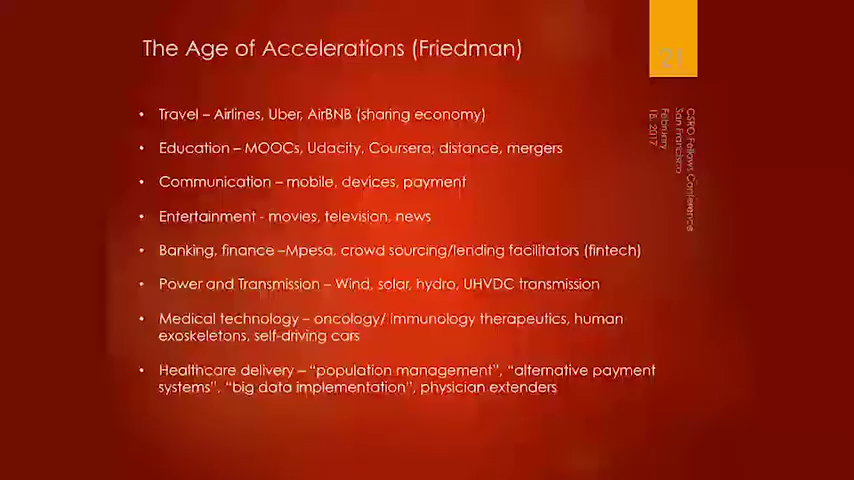 The Age of Accelerations (Friedman)
21
CSRO Fellows Conference
San Francisco
February
18, 2017
• Travel – Airlines, Uber, AirBNB (sharing economy)
• Education – MOOCs, Udacity, Coursera, distance, mergers
• Communication – mobile, devices, payment
• Entertainment - movies, television, news
• Banking, finance –Mpesa, crowd sourcing/lending facilitators (fintech)
• Power and Transmission – Wind, solar, hydro, UHVDC transmission
• Medical technology – oncology/ immunology therapeutics, human
exoskeletons, self-driving cars
• Healthcare delivery – “population management”, “alternative payment
systems”, “big data implementation”, physician extenders